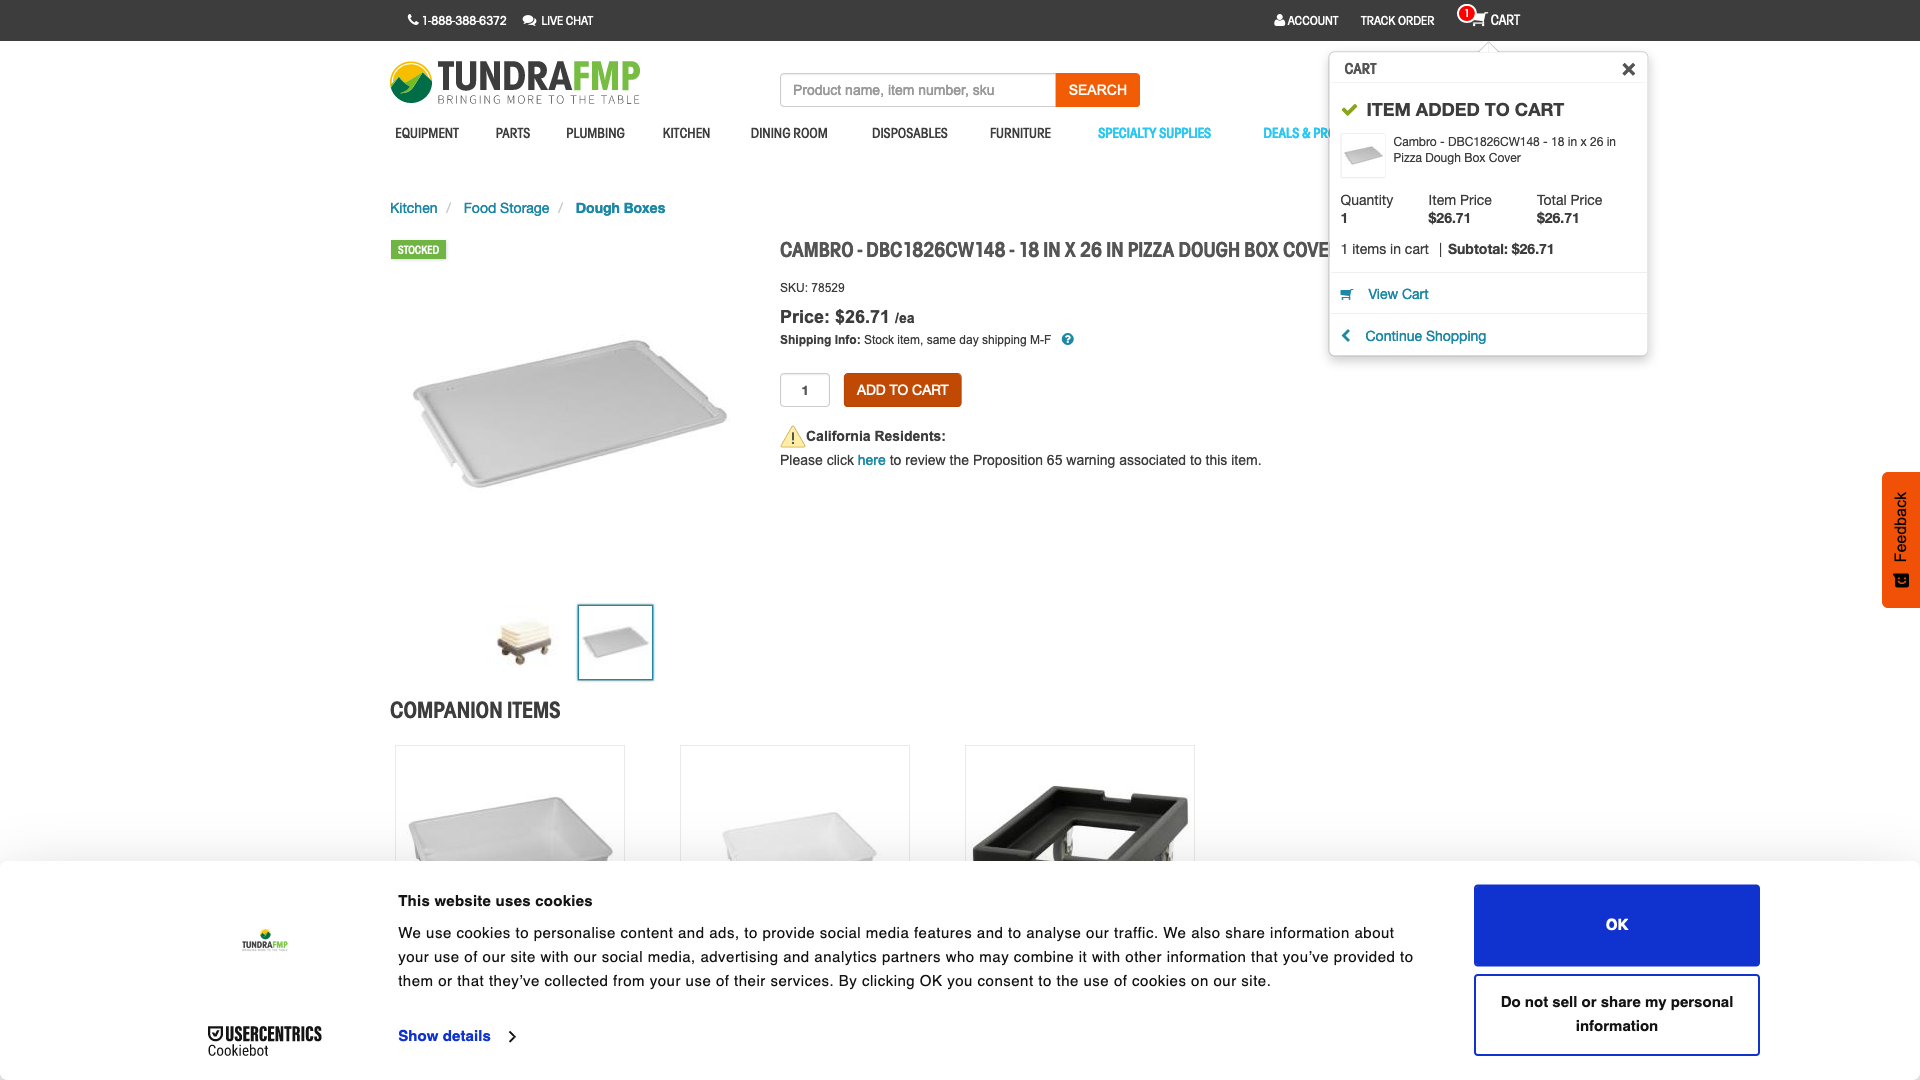 1-888-388-6372 LIVE CHAT ACCOUNT TRACK ORDER 1 CART
TUNDRAFMP
BRINGING MORE TO THE TABLE
Product name, item number, sku SEARCH
EQUIPMENT PARTS PLUMBING KITCHEN DINING ROOM DISPOSABLES FURNITURE SPECIALTY SUPPLIES DEALS & PRO
CART
ITEM ADDED TO CART
Cambro - DBC1826CW148 - 18 in x 26 in
Pizza Dough Box Cover
Quantity Item Price Total Price
1 $26.71 $26.71
1 items in cart | Subtotal: $26.71
View Cart
Continue Shopping
Kitchen / Food Storage / Dough Boxes
STOCKED
CAMBRO - DBC1826CW148 - 18 IN X 26 IN PIZZA DOUGH BOX COVE
SKU: 78529
Price: $26.71 /ea
Shipping Info: Stock item, same day shipping M-F
1 ADD TO CART
California Residents:
Please click here to review the Proposition 65 warning associated to this item.
Feedback
COMPANION ITEMS
This website uses cookies
We use cookies to personalise content and ads, to provide social media features and to analyse our traffic. We also share information about
your use of our site with our social media, advertising and analytics partners who may combine it with other information that you've provided to
them or that they've collected from your use of their services. By clicking OK you consent to the use of cookies on our site.
Show details
OK
Do not sell or share my personal
information
TUNDRAFMP
USERCENTRICS
Cookiebot